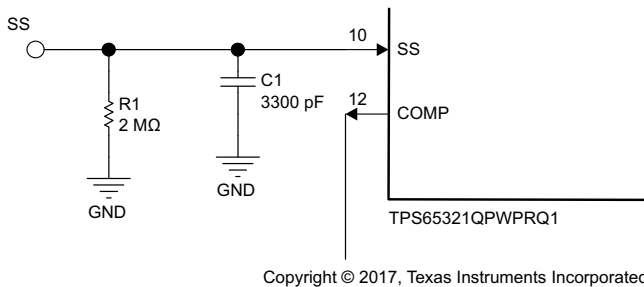 SS
10
SS
C1
3300 pF
R1
2 MΩ
12
COMP
GND
GND
TPS65321QPWPRQ1
Copyright © 2017, Texas Instruments Incorporated